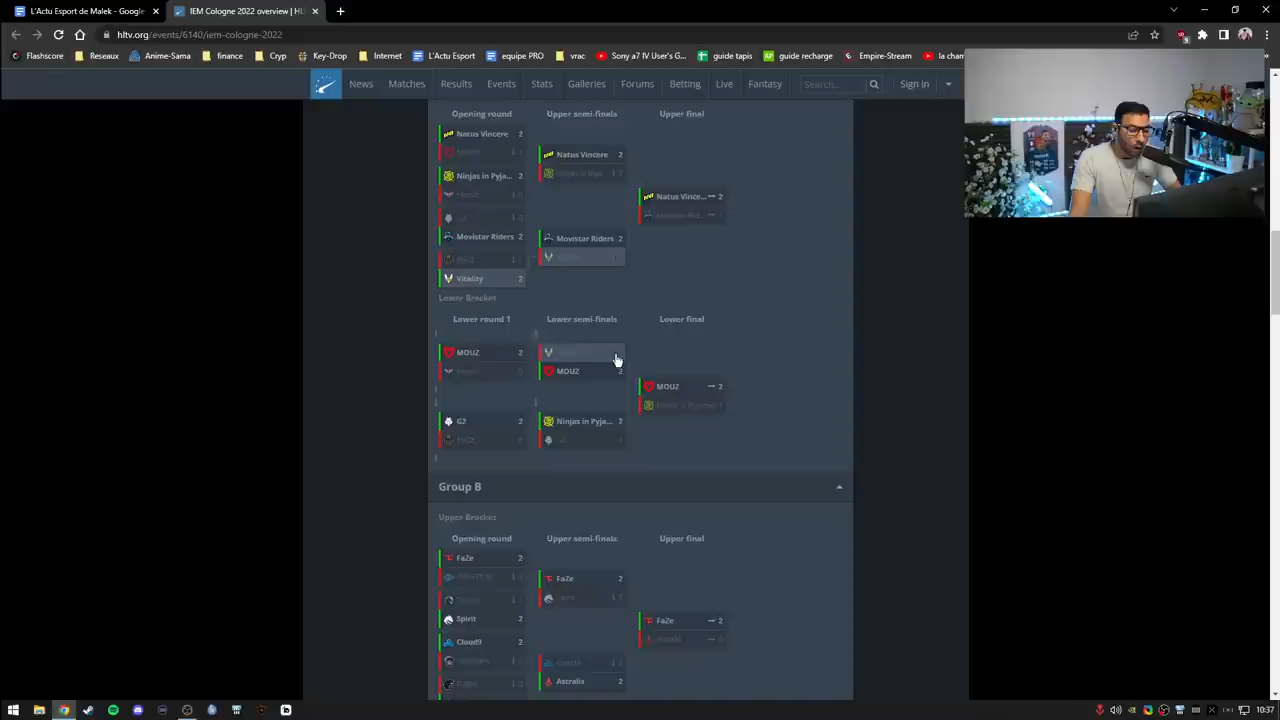 L'Actu Esport de Malek - Google
IEM Cologne 2022 overview | HL
hltv.org/events/6140/iem-cologne-2022
Flashscore
Reseaux
Anime-Sama
finance
Crypt
Key-Drop
Internet
L'Actu Esport
equipe PRO
vrac
Sony a7 IV User's G...
guide tapis
guide recharge
Empire-Stream
la cham
News
Matches
Results
Events
Stats
Galleries
Forums
Betting
Live
Fantasy
Search...
Sign in
Opening round
Upper semi-finals
Upper final
Natus Vincere 2
Natus Vincere 2
Ninjas in Pyja... 2
Natus Vince... → 2
Movistar Riders 2
Movistar Riders 2
Vitality 2
Lower Bracket
Lower round 1
Lower semi-finals
Lower final
MOUZ 2
MOUZ 2
MOUZ → 2
G2 2
Ninjas in Pyja... 2
Group B
Upper Bracket
Opening round
Upper semi-finals
Upper final
FaZe 2
FaZe 2
Spirit 2
FaZe → 2
Cloud9 2
Astralis 2
10:37